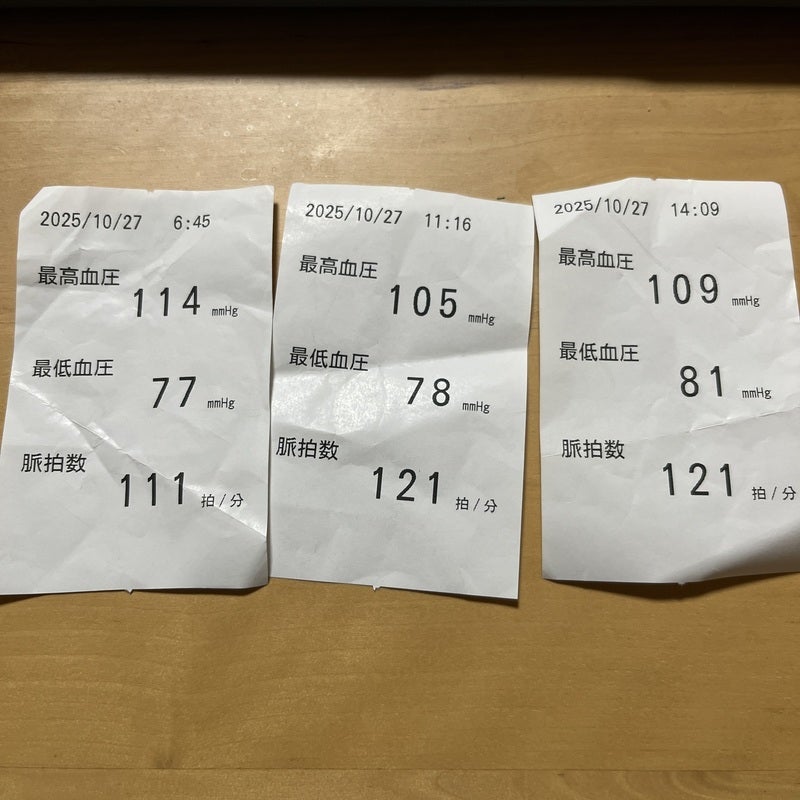 2025/10/27 6:45
最高血圧
114 mmHg
最低血圧
77 mmHg
脈拍数
111 拍/分
2025/10/27 11:16
最高血圧
105 mmHg
最低血圧
78 mmHg
脈拍数
121 拍/分
2025/10/27 14:09
最高血圧
109 mmHg
最低血圧
81 mmHg
脈拍数
121 拍/分